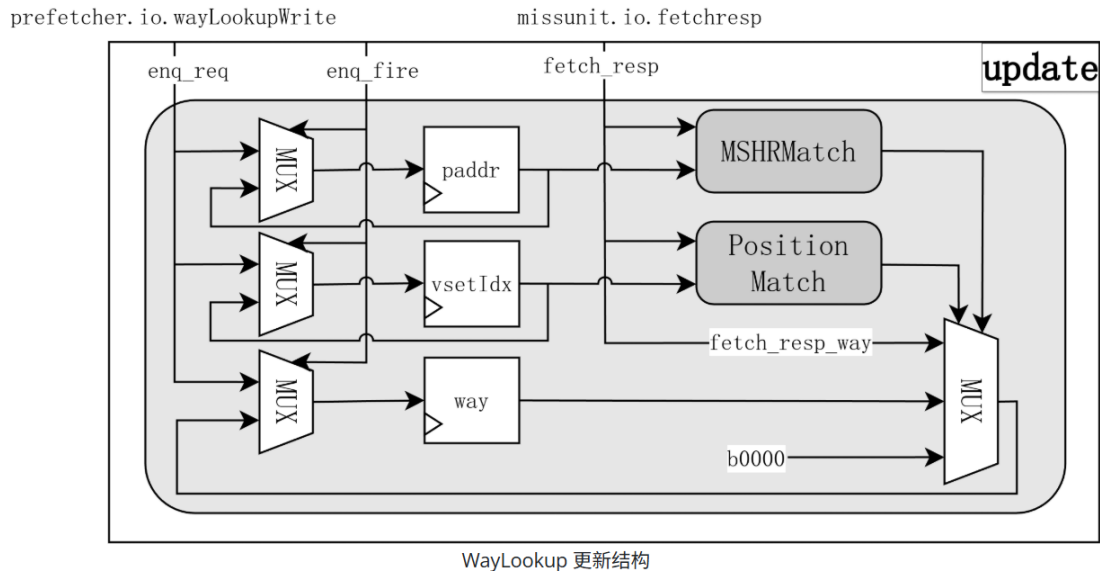 prefetcher.io.wayLookupWrite
missunit.io.fetchresp
enq_req
enq_fire
fetch_resp
update
MUX
paddr
MSHRMatch
MUX
vsetIdx
Position
Match
fetch_resp_way
MUX
way
MUX
b0000
WayLookup 更新结构